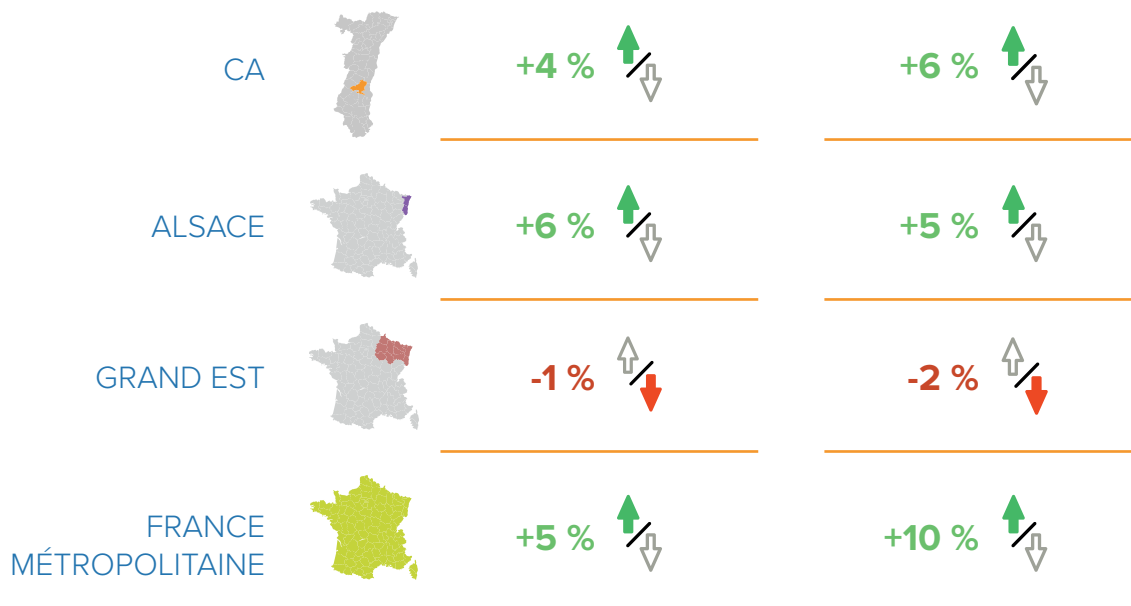 CA
+4 %
+6 %
ALSACE
+6 %
+5 %
GRAND EST
-1 %
-2 %
FRANCE
MÉTROPOLITAINE
+5 %
+10 %